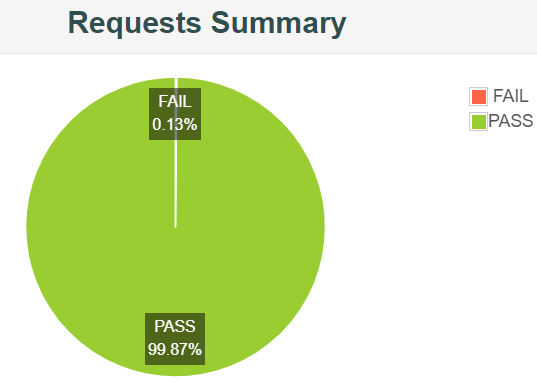 Requests Summary
FAIL
0.13%
FAIL
PASS
PASS
99.87%